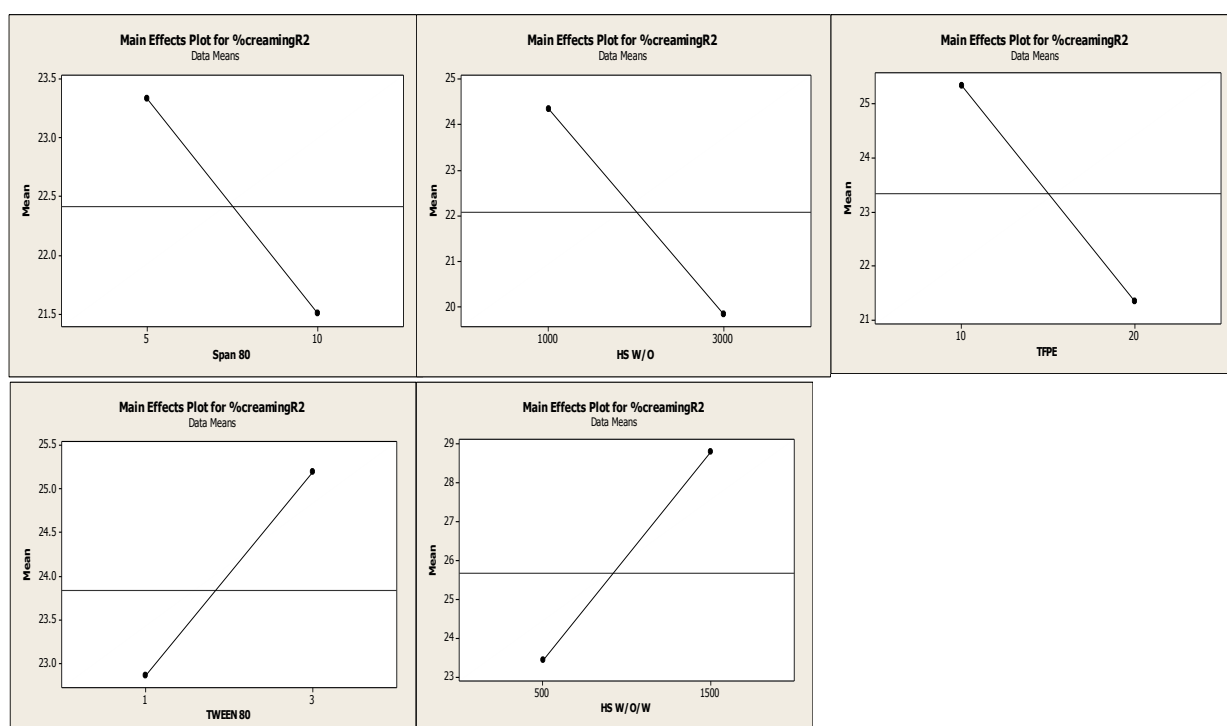 Main Effects Plot for %creamingR2
Data Means
23.5
23.0
22.5
22.0
21.5
Mean
5
10
Span 80
Main Effects Plot for %creamingR2
Data Means
25
24
23
22
21
20
Mean
1000
3000
HS W/O
Main Effects Plot for %creamingR2
Data Means
25
24
23
22
21
Mean
10
20
TFPE
Main Effects Plot for %creamingR2
Data Means
25.5
25.0
24.5
24.0
23.5
23.0
Mean
1
3
TWEEN 80
Main Effects Plot for %creamingR2
Data Means
29
28
27
26
25
24
23
Mean
500
1500
HS W/O/W